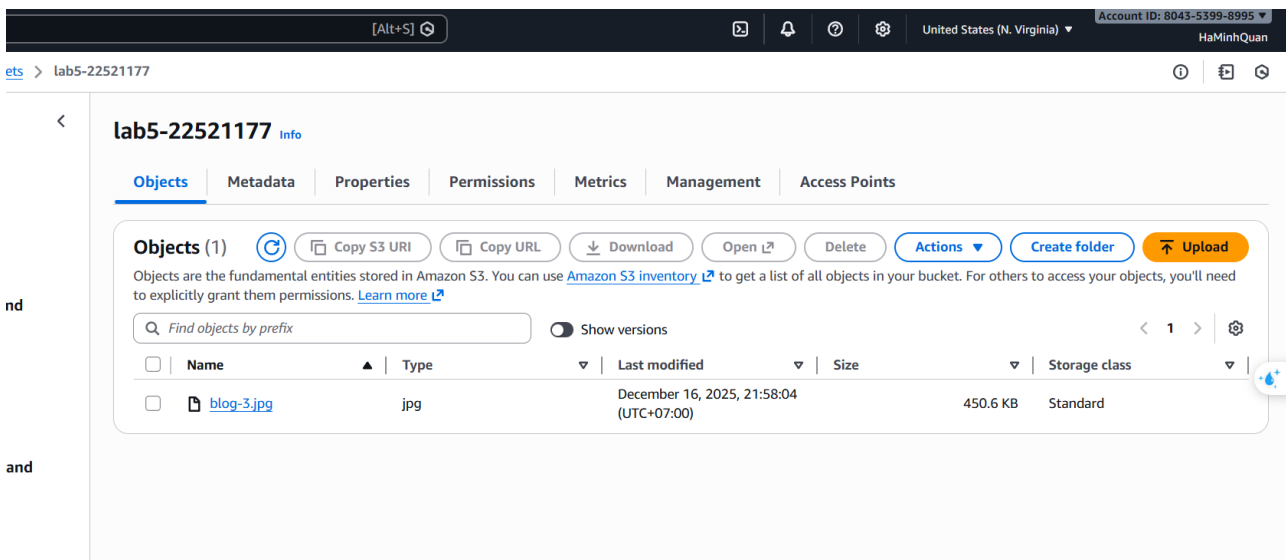 [Alt+S]
United States (N. Virginia) ▼
Account ID: 8043-5399-8995 ▼
HaMinhQuan
ets > lab5-22521177
lab5-22521177 Info
Objects Metadata Properties Permissions Metrics Management Access Points
Objects (1) Copy S3 URI Copy URL Download Open Delete Actions ▼ Create folder Upload
Objects are the fundamental entities stored in Amazon S3. You can use Amazon S3 inventory to get a list of all objects in your bucket. For others to access your objects, you'll need
to explicitly grant them permissions. Learn more
nd
Find objects by prefix Show versions < 1 >
Name ▲ Type Last modified Size Storage class
blog-3.jpg jpg December 16, 2025, 21:58:04 450.6 KB Standard
(UTC+07:00)
and